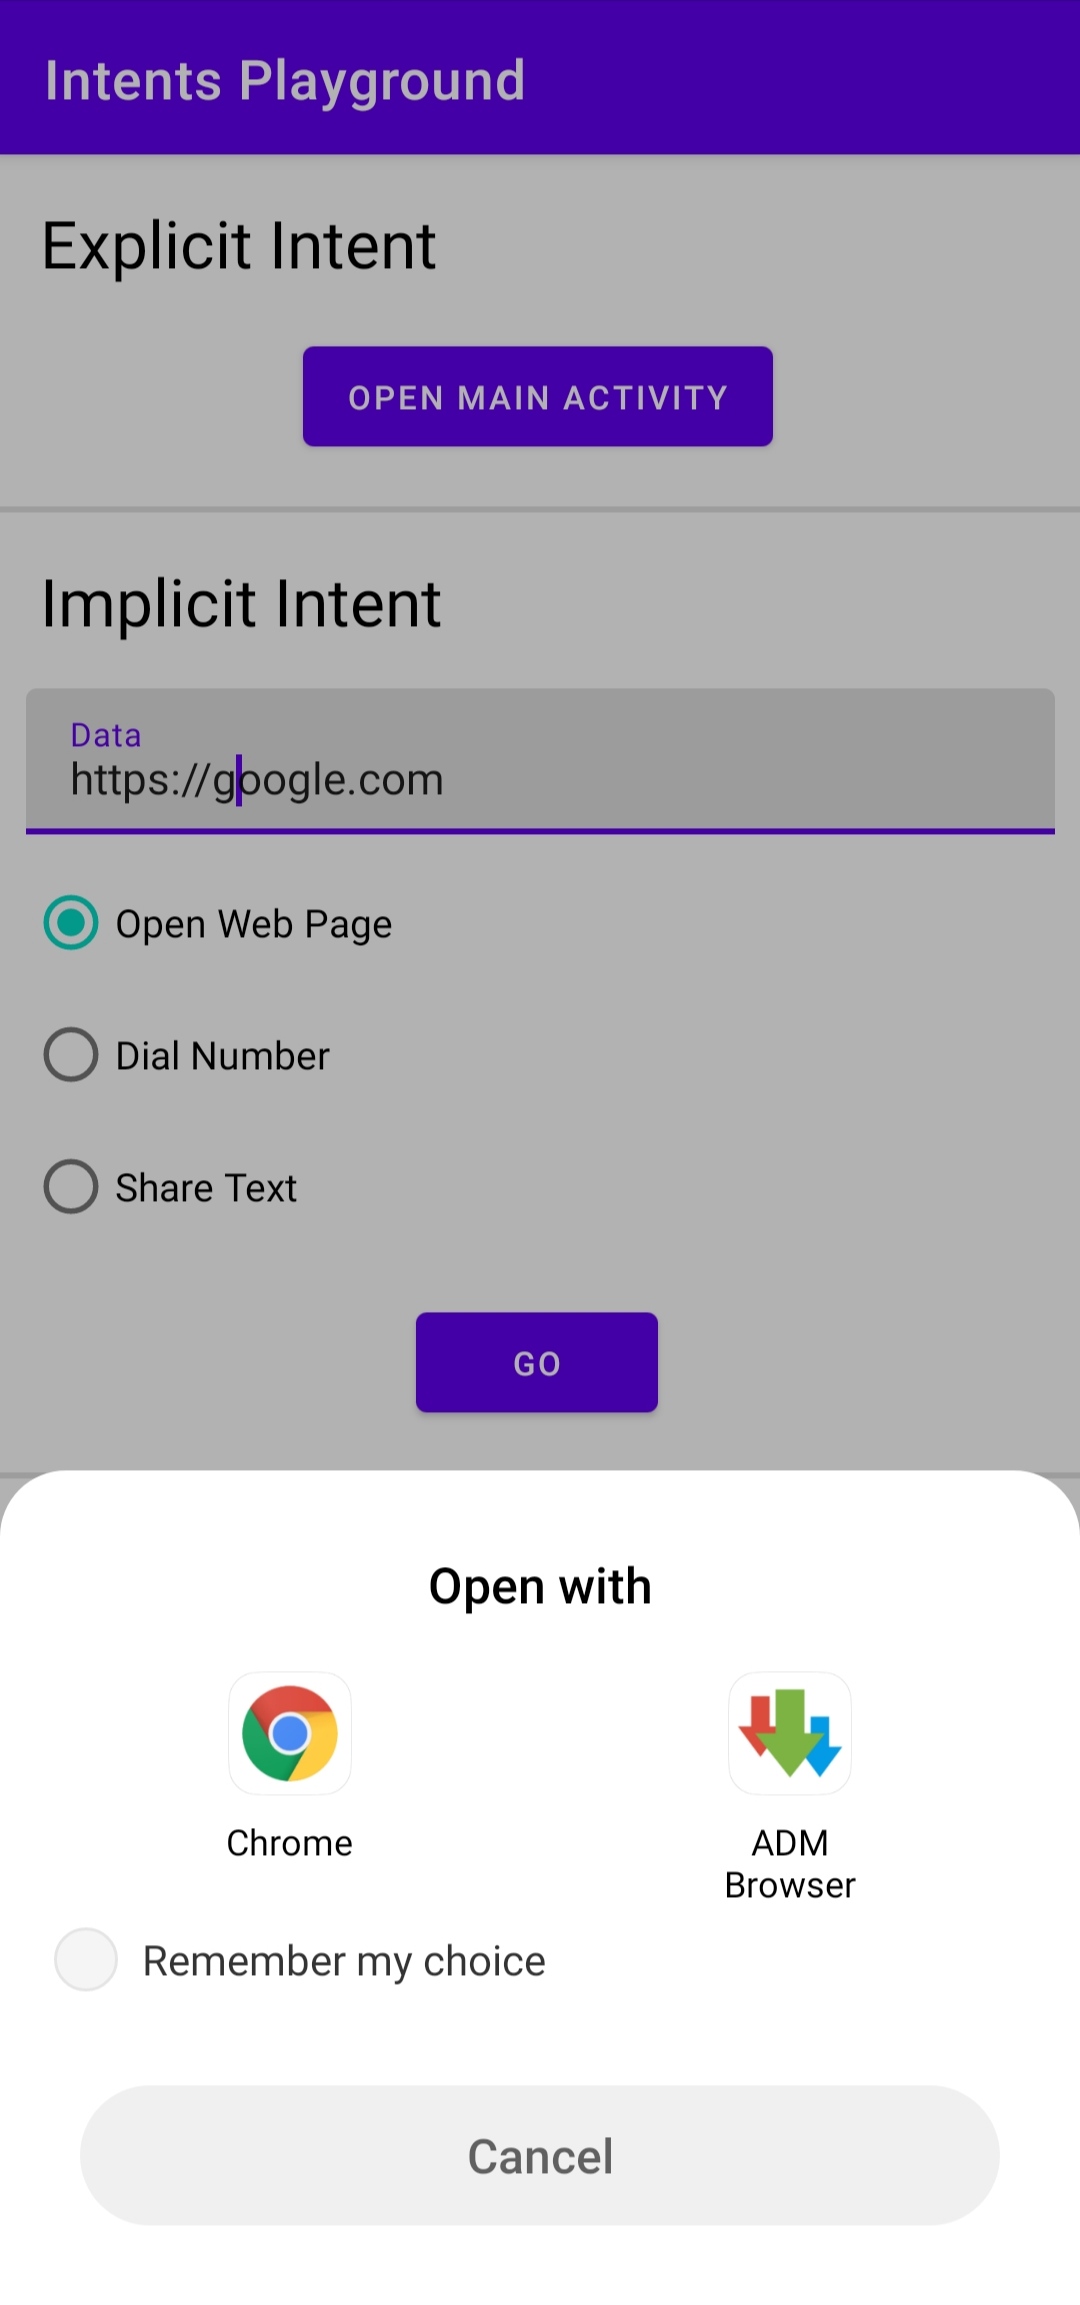 Intents Playground
Explicit Intent
OPEN MAIN ACTIVITY
Implicit Intent
Data
https://google.com
Open Web Page
Dial Number
Share Text
GO
Open with
Chrome
ADM
Browser
Remember my choice
Cancel